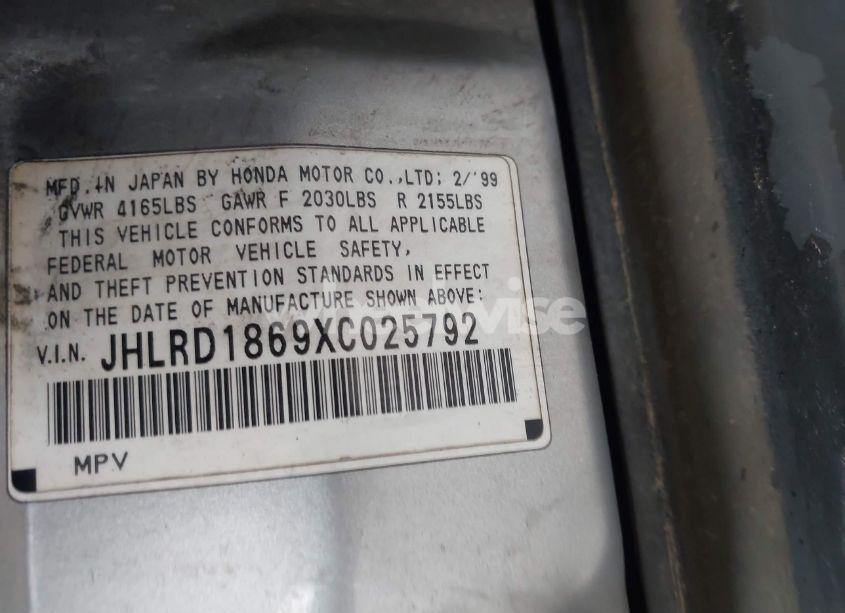 MFD. IN JAPAN BY HONDA MOTOR CO.,LTD; 2/'99
GVWR 4165LBS GAWR F 2030LBS R 2155LBS
THIS VEHICLE CONFORMS TO ALL APPLICABLE
FEDERAL MOTOR VEHICLE SAFETY,
AND THEFT PREVENTION STANDARDS IN EFFECT
ON THE DATE OF MANUFACTURE SHOWN ABOVE:
V.I.N. JHLRD1869XC025792
MPV